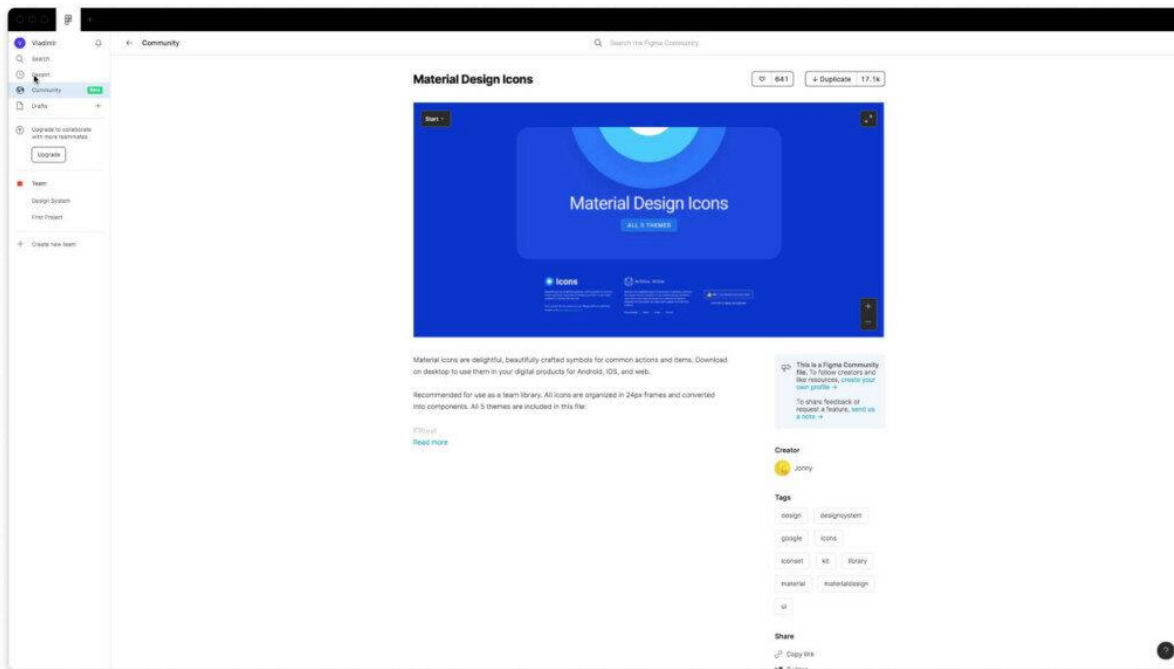 V Vladimir
← Community
Search the Figma Community
Search
Recent
Community Beta
Drafts +
Upgrade to collaborate
with more teammates
Upgrade
Team
Design System
First Project
+ Create new team
Material Design Icons
641
↓ Duplicate 17.1k
Start
Material Design Icons
ALL 5 THEMES
Icons
Material icons are delightful, beautifully crafted symbols for common actions and items. Download
on desktop to use them in your digital products for Android, iOS, and web.
Recommended for use as a team library. All icons are organized in 24px frames and converted
into components. All 5 themes are included in this file:
Read more
This is a Figma Community
file. To follow creators and
like resources, create your
own profile →
To share feedback or
request a feature, send us
a note →
Creator
Jonny
Tags
design designsystem
google icons
iconset kit library
material materialdesign
ui
Share
Copy link
?